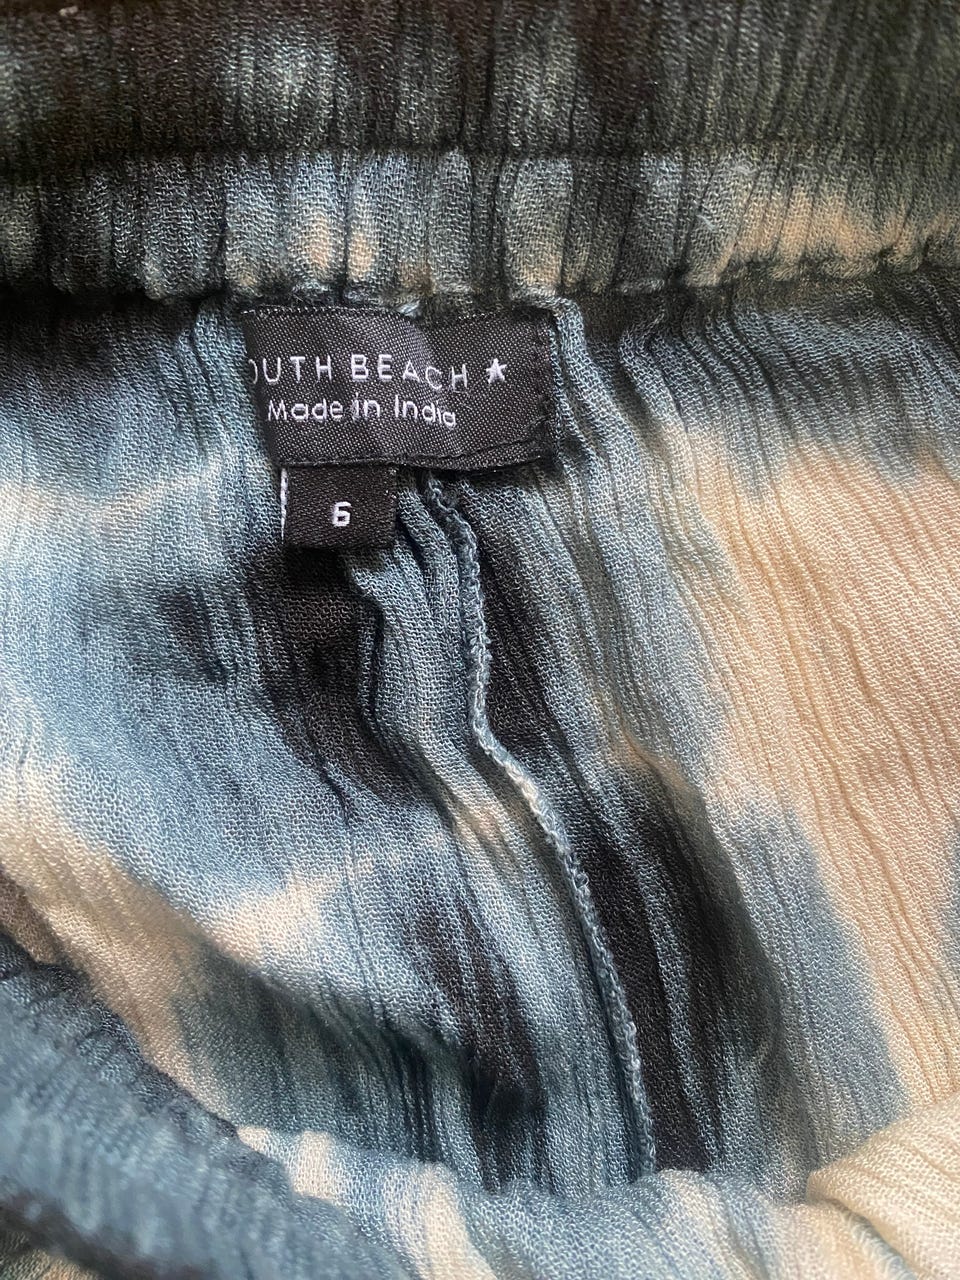 OUTH BEACH ★
Made in India
6